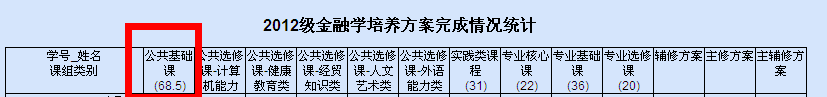 2012级金融学培养方案完成情况统计
学号_姓名
课组类别
公共基础
课
(68.5)
公共选修
课-计算
机能力
公共选修
课-健康
教育类
公共选修
课-经贸
知识类
公共选修
课-人文
艺术类
公共选修
课-外语
能力类
实践类课
程
(31)
专业核心
课
(22)
专业基础
课
(36)
专业选修
课
(20)
辅修方案
主修方案
主辅修方
案